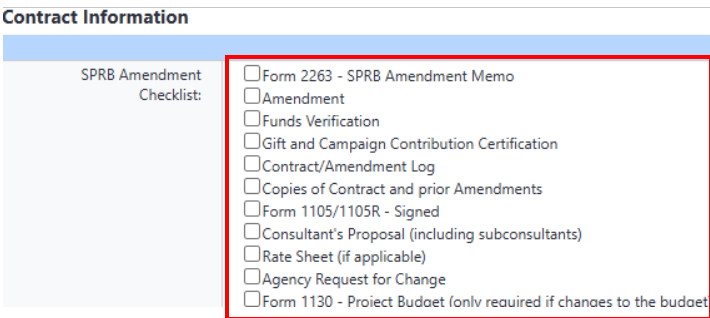 Contract Information
SPRB Amendment
Checklist:
Form 2263 - SPRB Amendment Memo
Amendment
Funds Verification
Gift and Campaign Contribution Certification
Contract/Amendment Log
Copies of Contract and prior Amendments
Form 1105/1105R - Signed
Consultant's Proposal (including subconsultants)
Rate Sheet (if applicable)
Agency Request for Change
Form 1130 - Project Budget (only required if changes to the budget)